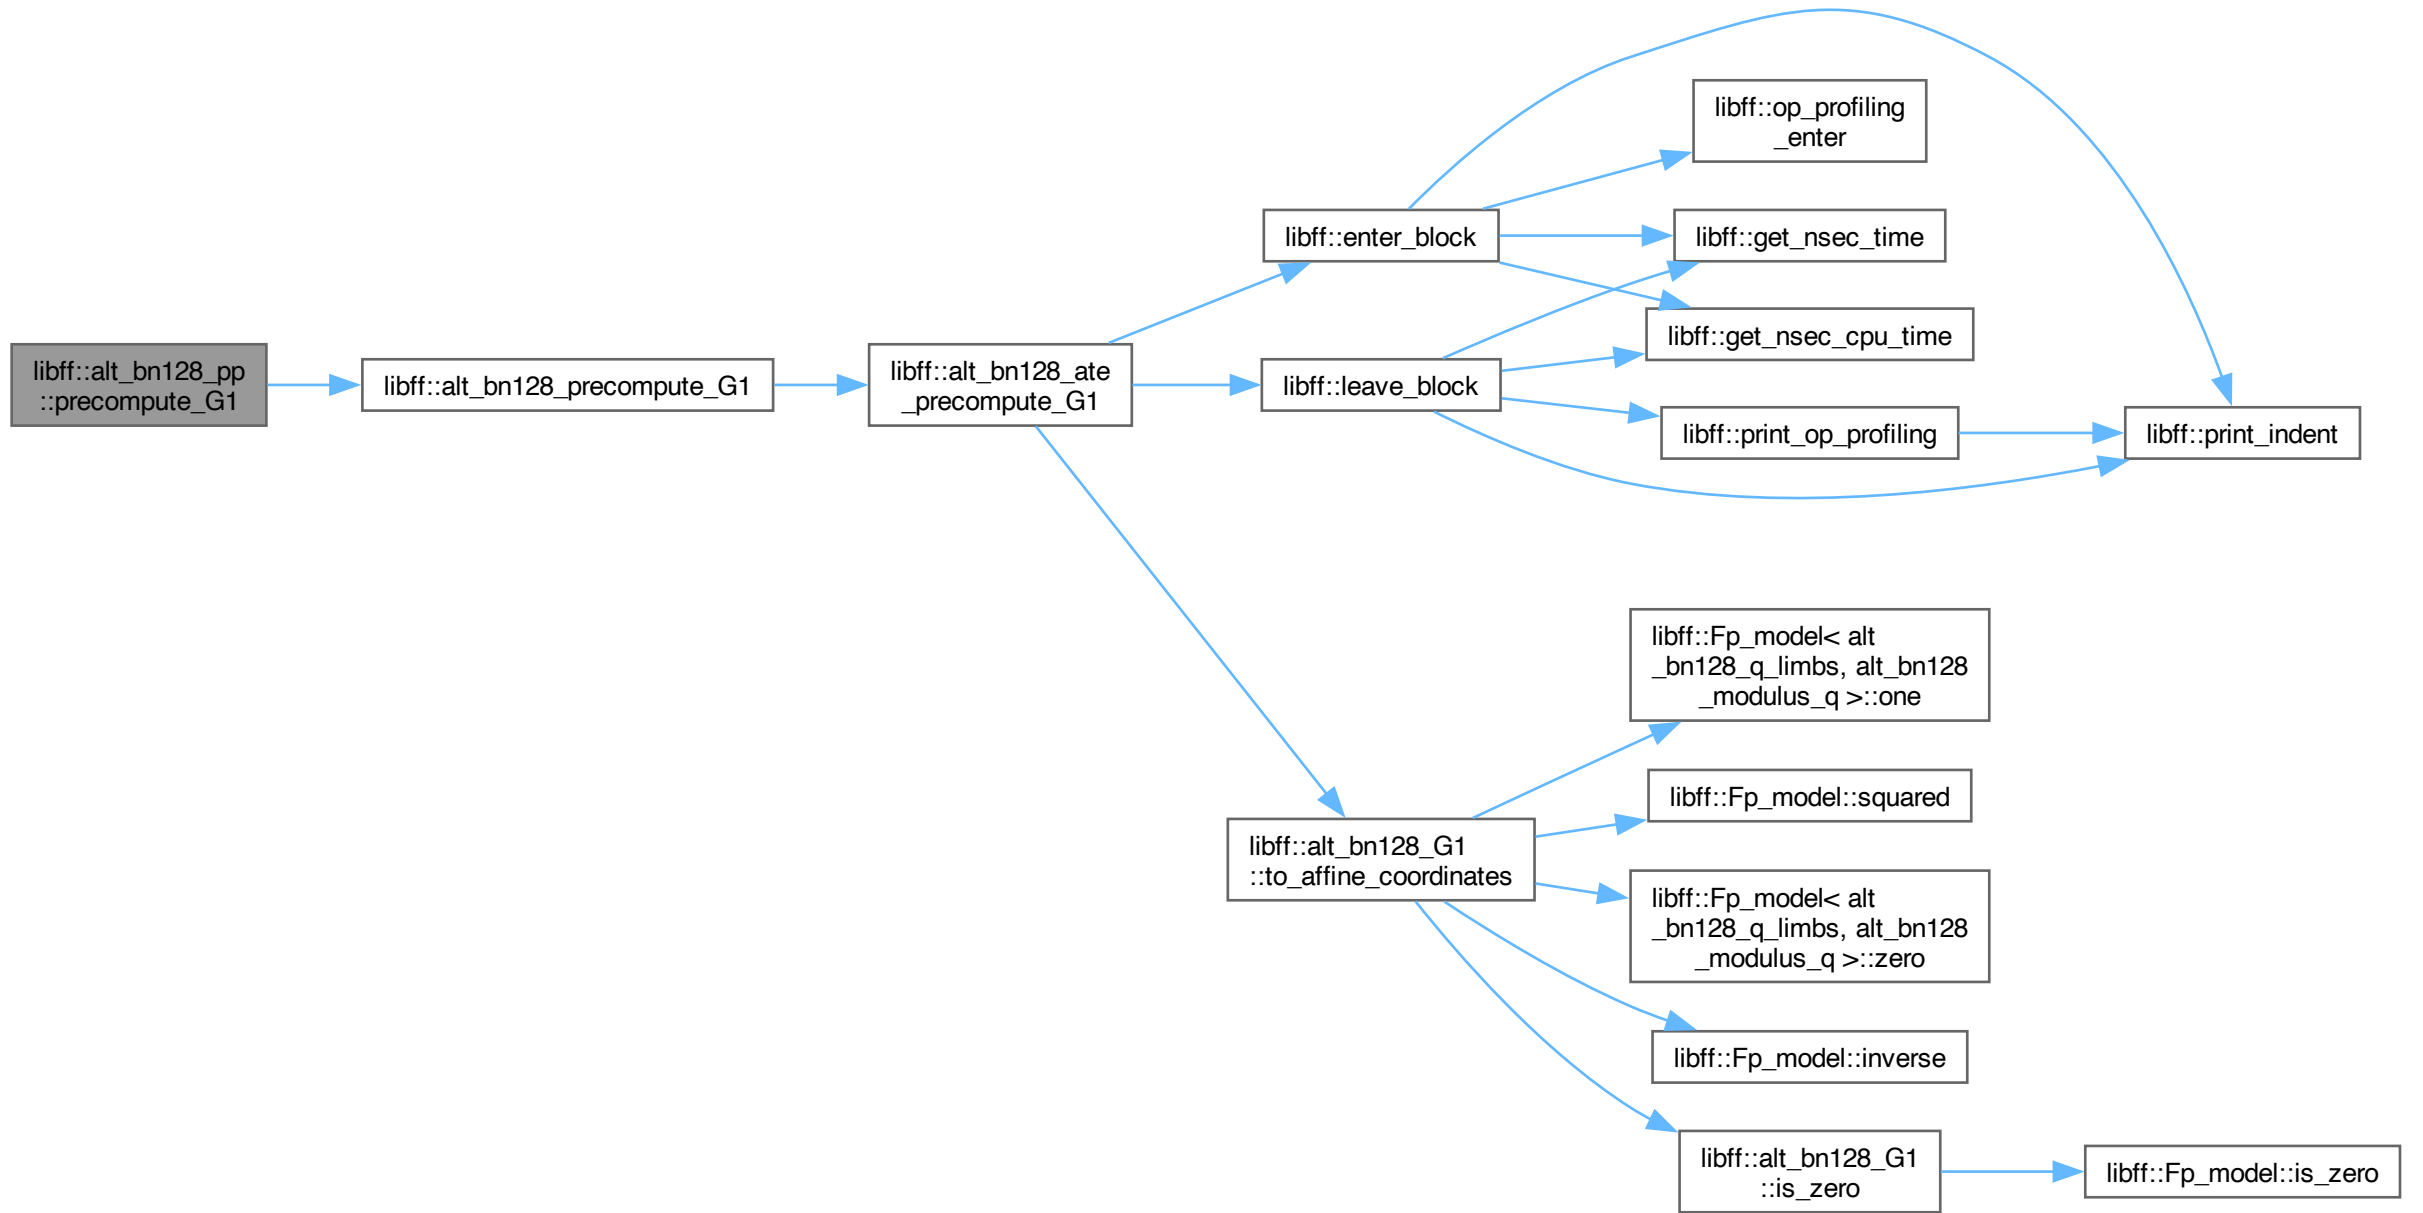 libff::alt_bn128_pp
::precompute_G1
libff::alt_bn128_precompute_G1
libff::alt_bn128_ate
_precompute_G1
libff::enter_block
libff::leave_block
libff::op_profiling
_enter
libff::get_nsec_time
libff::get_nsec_cpu_time
libff::print_op_profiling
libff::print_indent
libff::alt_bn128_G1
::to_affine_coordinates
libff::Fp_model< alt
_bn128_q_limbs, alt_bn128
_modulus_q >::one
libff::Fp_model::squared
libff::Fp_model< alt
_bn128_q_limbs, alt_bn128
_modulus_q >::zero
libff::Fp_model::inverse
libff::alt_bn128_G1
::is_zero
libff::Fp_model::is_zero